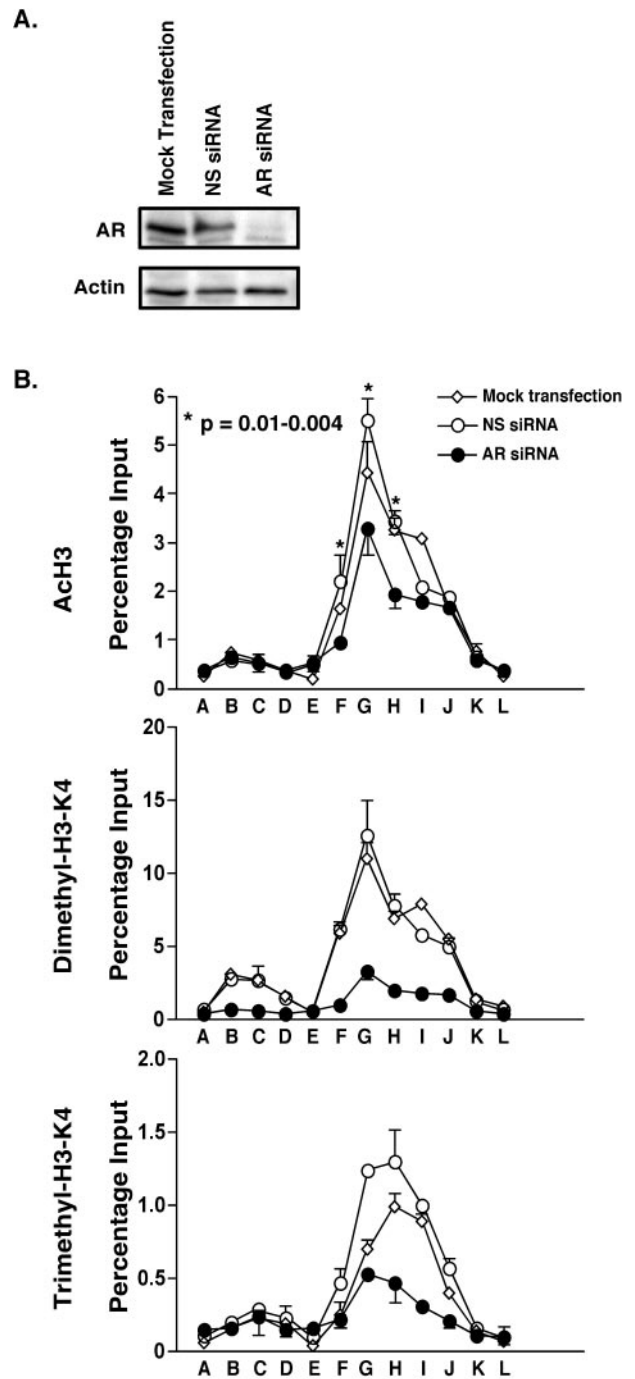 A.
Mock Transfection
NS siRNA
AR siRNA
AR
Actin
B.
AcH3
Percentage Input
6
5
4
3
2
1
0
* p = 0.01-0.004
*
*
*
Mock transfection
NS siRNA
AR siRNA
A B C D E F G H I J K L
Dimethyl-H3-K4
Percentage Input
20
15
10
5
0
A B C D E F G H I J K L
Trimethyl-H3-K4
Percentage Input
2.0
1.5
1.0
0.5
0
A B C D E F G H I J K L